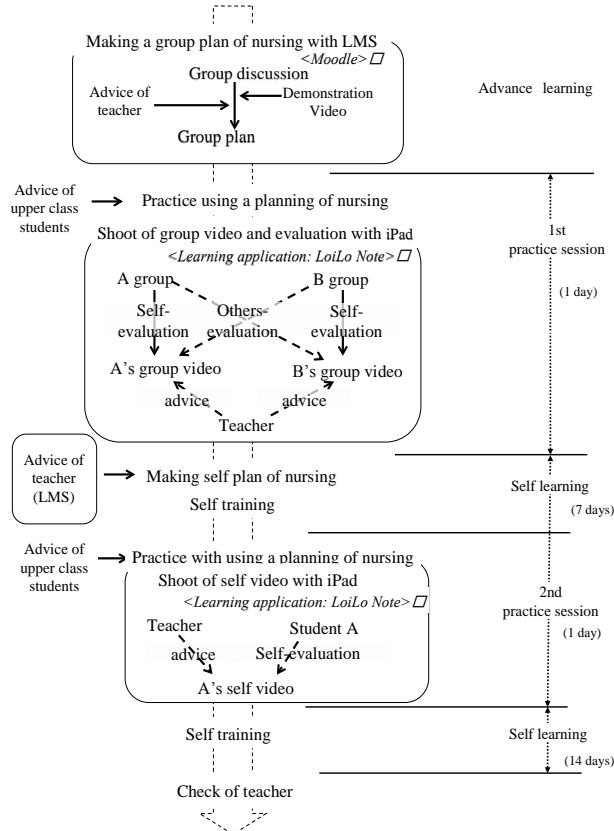 Making a group plan of nursing with LMS
<Moodle>
Group discussion
Advice of
teacher
Demonstration
Video
Group plan
Advance learning
Advice of
upper class
students
Practice using a planning of nursing
1st
practice session
(1 day)
Shoot of group video and evaluation with iPad
<Learning application: LoiLo Note>
A group
B group
Self-
evaluation
Others-
evaluation
Self-
evaluation
A's group video
B's group video
advice
advice
Teacher
Advice of
teacher
(LMS)
Making self plan of nursing
Self training
Self learning
(7 days)
Advice of
upper class
students
Practice with using a planning of nursing
Shoot of self video with iPad
<Learning application: LoiLo Note>
Teacher
Student A
advice
Self-evaluation
A's self video
2nd
practice session
(1 day)
Self training
Self learning
(14 days)
Check of teacher